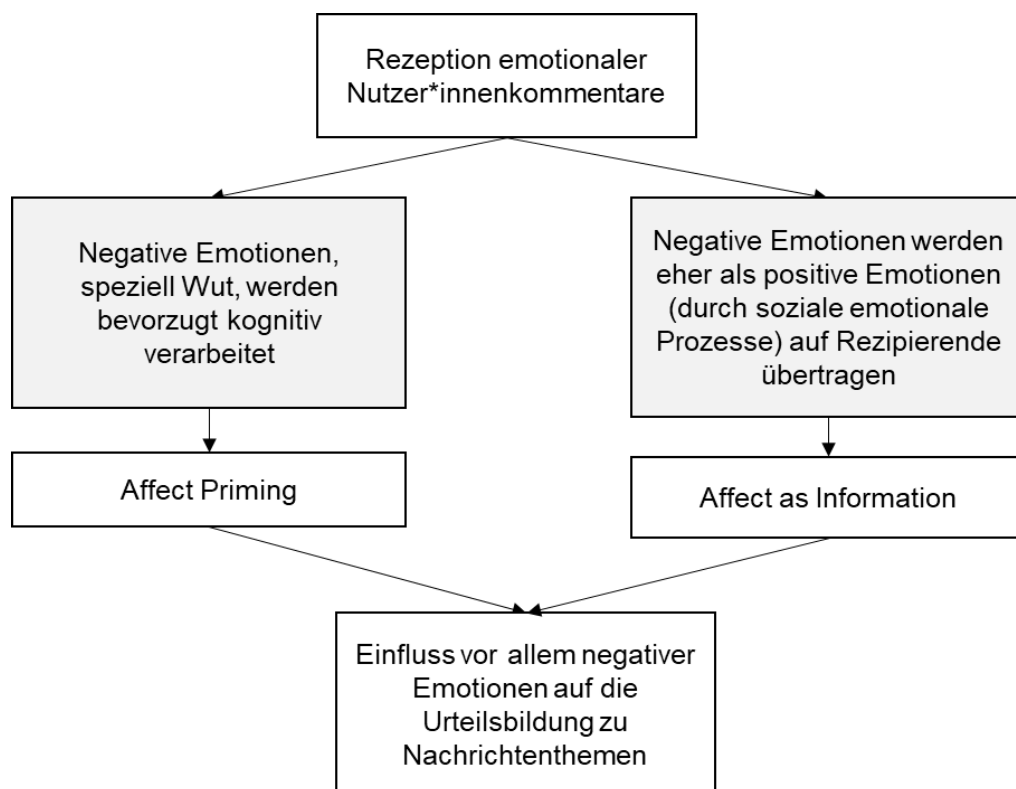 Rezeption emotionaler
Nutzer*innenkommentare
Negative Emotionen,
speziell Wut, werden
bevorzugt kognitiv
verarbeitet
Negative Emotionen werden
eher als positive Emotionen
(durch soziale emotionale
Prozesse) auf Rezipierende
übertragen
Affect Priming
Affect as Information
Einfluss vor allem negativer
Emotionen auf die
Urteilsbildung zu
Nachrichtenthemen